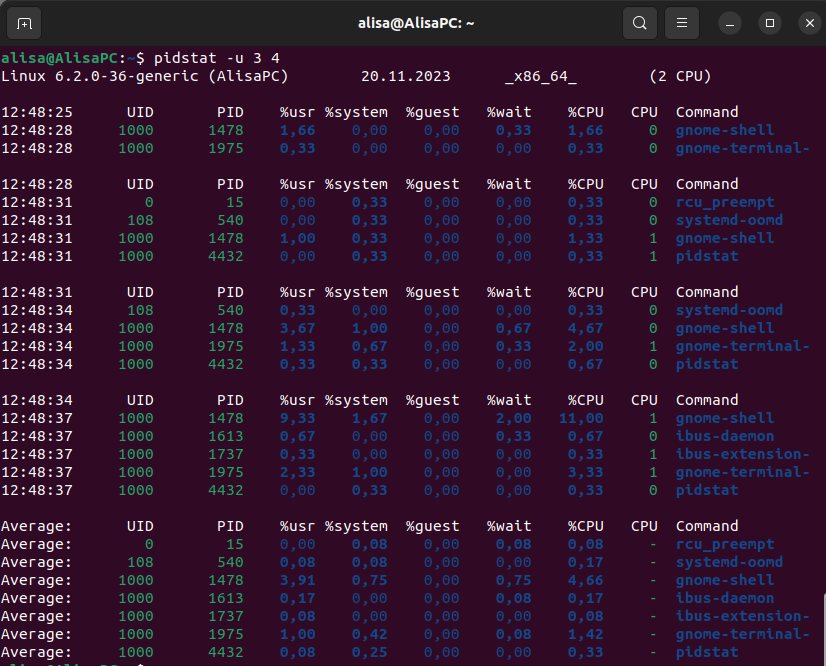 alisa@AlisaPC: ~
alisa@AlisaPC:~$ pidstat -u 3 4
Linux 6.2.0-36-generic (AlisaPC) 20.11.2023 _x86_64_ (2 CPU)
12:48:25 UID PID %usr %system %guest %wait %CPU CPU Command
12:48:28 1000 1478 1,66 0,00 0,00 0,33 1,66 0 gnome-shell
12:48:28 1000 1975 0,33 0,00 0,00 0,00 0,33 0 gnome-terminal-
12:48:28 UID PID %usr %system %guest %wait %CPU CPU Command
12:48:31 0 15 0,00 0,33 0,00 0,00 0,33 0 rcu_preempt
12:48:31 108 540 0,00 0,33 0,00 0,00 0,33 0 systemd-oomd
12:48:31 1000 1478 1,00 0,33 0,00 0,00 1,33 1 gnome-shell
12:48:31 1000 4432 0,00 0,33 0,00 0,00 0,33 1 pidstat
12:48:31 UID PID %usr %system %guest %wait %CPU CPU Command
12:48:34 108 540 0,33 0,00 0,00 0,00 0,33 0 systemd-oomd
12:48:34 1000 1478 3,67 1,00 0,00 0,67 4,67 0 gnome-shell
12:48:34 1000 1975 1,33 0,67 0,00 0,33 2,00 1 gnome-terminal-
12:48:34 1000 4432 0,33 0,33 0,00 0,00 0,67 0 pidstat
12:48:34 UID PID %usr %system %guest %wait %CPU CPU Command
12:48:37 1000 1478 9,33 1,67 0,00 2,00 11,00 1 gnome-shell
12:48:37 1000 1613 0,67 0,00 0,00 0,33 0,67 0 ibus-daemon
12:48:37 1000 1737 0,33 0,00 0,00 0,00 0,33 1 ibus-extension-
12:48:37 1000 1975 2,33 1,00 0,00 0,00 3,33 1 gnome-terminal-
12:48:37 1000 4432 0,00 0,33 0,00 0,00 0,33 0 pidstat
Average: UID PID %usr %system %guest %wait %CPU CPU Command
Average: 0 15 0,00 0,08 0,00 0,08 0,08 - rcu_preempt
Average: 108 540 0,08 0,08 0,00 0,00 0,17 - systemd-oomd
Average: 1000 1478 3,91 0,75 0,00 0,75 4,66 - gnome-shell
Average: 1000 1613 0,17 0,00 0,00 0,08 0,17 - ibus-daemon
Average: 1000 1737 0,08 0,00 0,00 0,00 0,08 - ibus-extension-
Average: 1000 1975 1,00 0,42 0,00 0,08 1,42 - gnome-terminal-
Average: 1000 4432 0,08 0,25 0,00 0,00 0,33 - pidstat